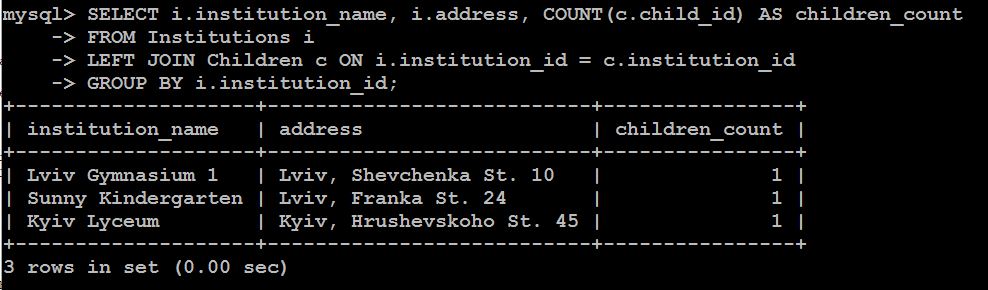 mysql> SELECT i.institution_name, i.address, COUNT(c.child_id) AS children_count
    -> FROM Institutions i
    -> LEFT JOIN Children c ON i.institution_id = c.institution_id
    -> GROUP BY i.institution_id;
+--------------------+---------------------------+----------------+
| institution_name   | address                   | children_count |
+--------------------+---------------------------+----------------+
| Lviv Gymnasium 1   | Lviv, Shevchenka St. 10   |              1 |
| Sunny Kindergarten | Lviv, Franka St. 24       |              1 |
| Kyiv Lyceum        | Kyiv, Hrushevskoho St. 45 |              1 |
+--------------------+---------------------------+----------------+
3 rows in set (0.00 sec)